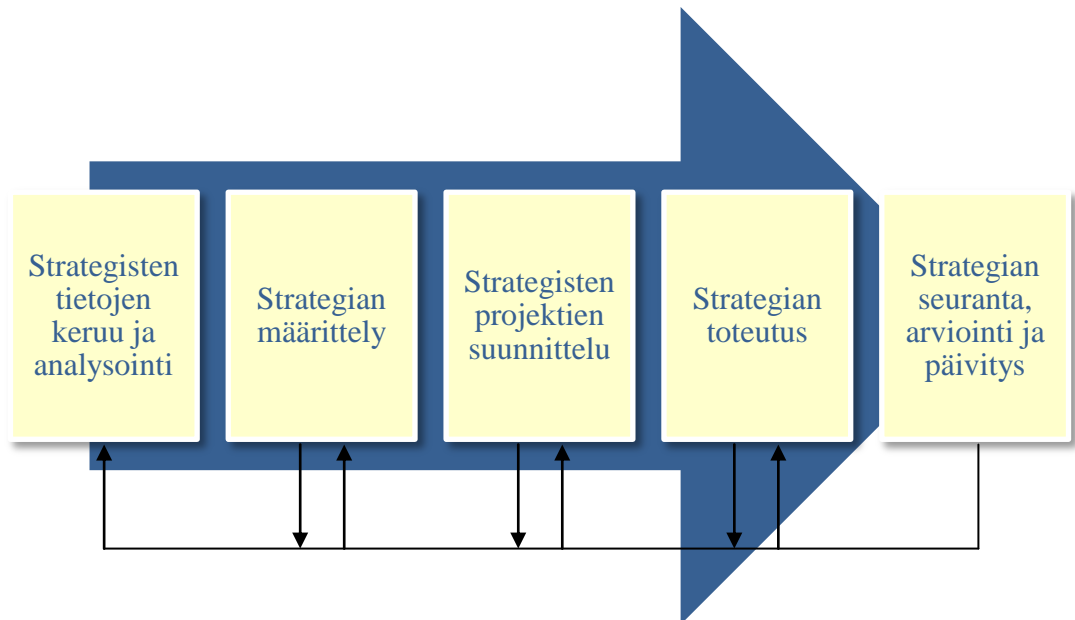 Strategisten
tietojen
keruu ja
analysointi
Strategian
määrittely
Strategisten
projektien
suunnittelu
Strategian
toteutus
Strategian
seuranta,
arviointi ja
päivitys